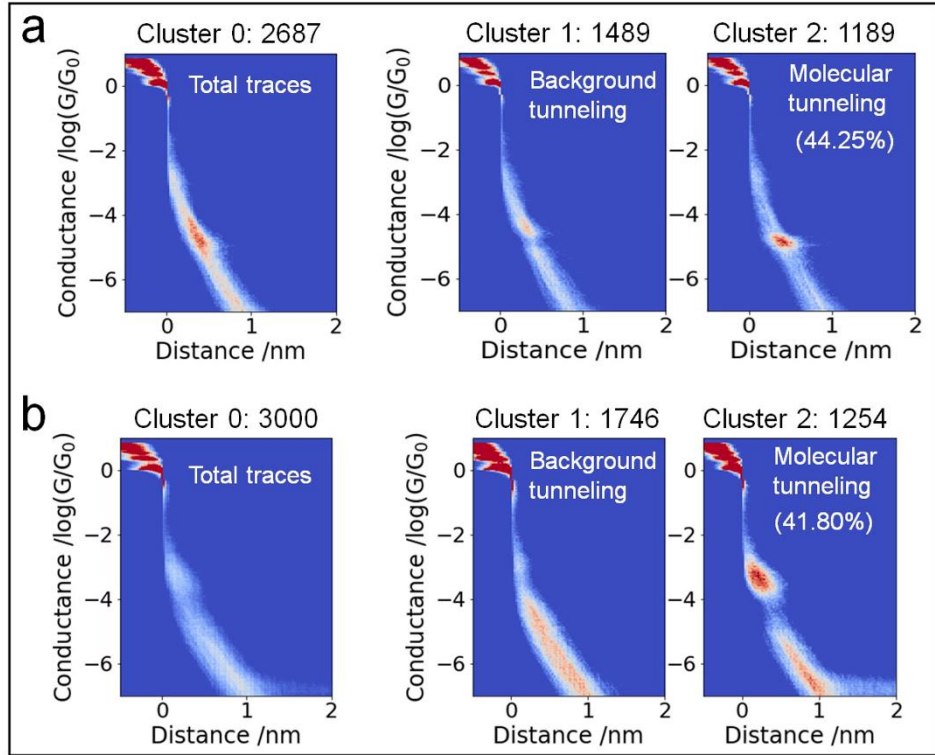 a
Cluster 0: 2687
Cluster 1: 1489
Cluster 2: 1189
Total traces
Background
tunneling
Molecular
tunneling
(44.25%)
Conductance /log(G/G₀)
0
−2
−4
−6
Conductance /log(G/G₀)
0
−2
−4
−6
0
−2
−4
−6
0 1 2
0 1 2
0 1 2
Distance /nm
Distance /nm
Distance /nm
b
Cluster 0: 3000
Cluster 1: 1746
Cluster 2: 1254
Total traces
Background
tunneling
Molecular
tunneling
(41.80%)
Conductance /log(G/G₀)
0
−2
−4
−6
Conductance /log(G/G₀)
0
−2
−4
−6
0
−2
−4
−6
0 1 2
0 1 2
0 1 2
Distance /nm
Distance /nm
Distance /nm